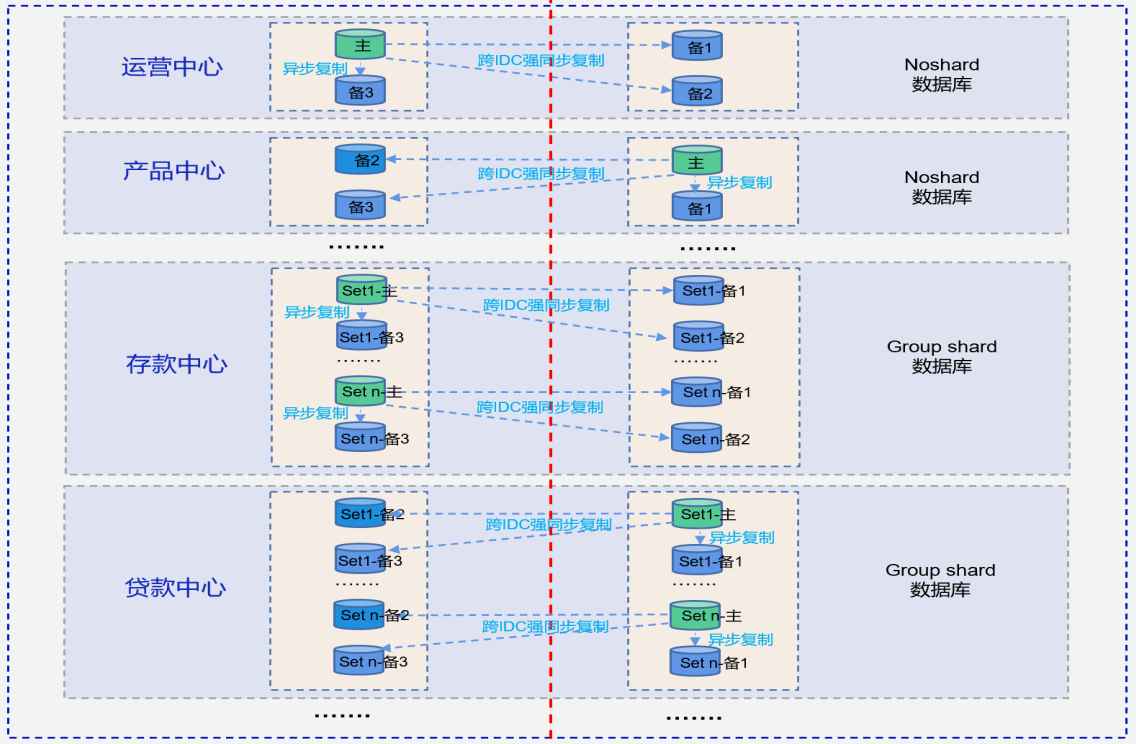 运营中心
主
异步复制
备3
跨IDC强同步复制
备1
备2
Noshard
数据库
产品中心
备2
备3
跨IDC强同步复制
主
异步复制
备1
Noshard
数据库
.......
.......
存款中心
Set1-主
异步复制
Set1-备3
.......
Set n-主
异步复制
Set n-备3
跨IDC强同步复制
跨IDC强同步复制
Set1-备1
Set1-备2
.......
Set n-备1
Set n-备2
Group shard
数据库
贷款中心
Set1-备2
Set1-备3
.......
Set n-备2
Set n-备3
跨IDC强同步复制
跨IDC强同步复制
Set1-主
异步复制
Set1-备1
.......
Set n-主
异步复制
Set n-备1
Group shard
数据库
.......
.......